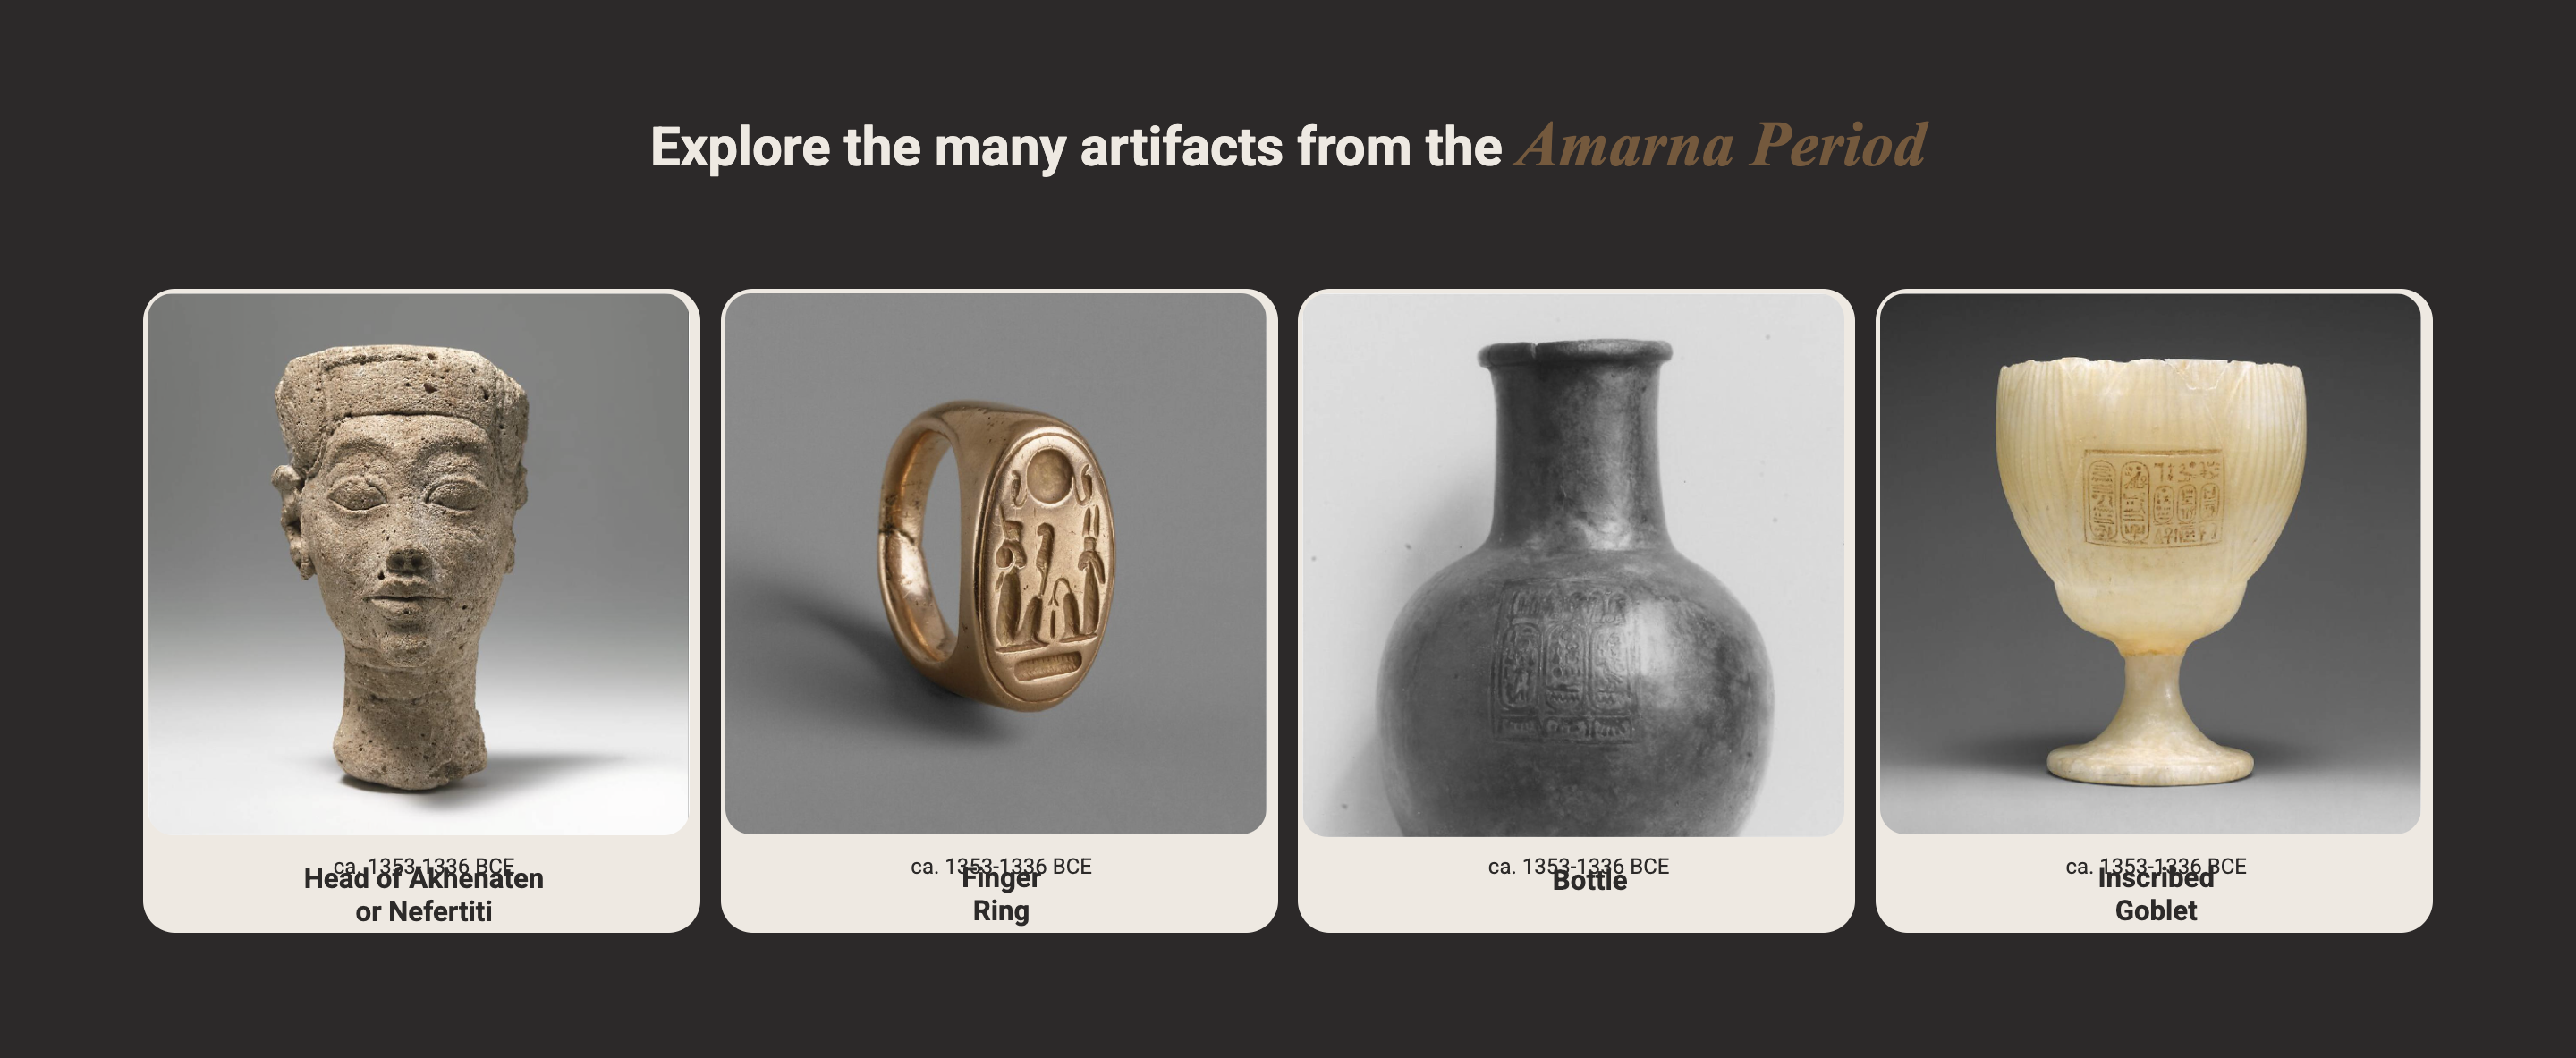 Explore the many artifacts from the Amarna Period
ca. 1353-1336 BCE
Head of Akhenaten
or Nefertiti
ca. 1353-1336 BCE
Finger
Ring
ca. 1353-1336 BCE
Bottle
ca. 1353-1336 BCE
Inscribed
Goblet